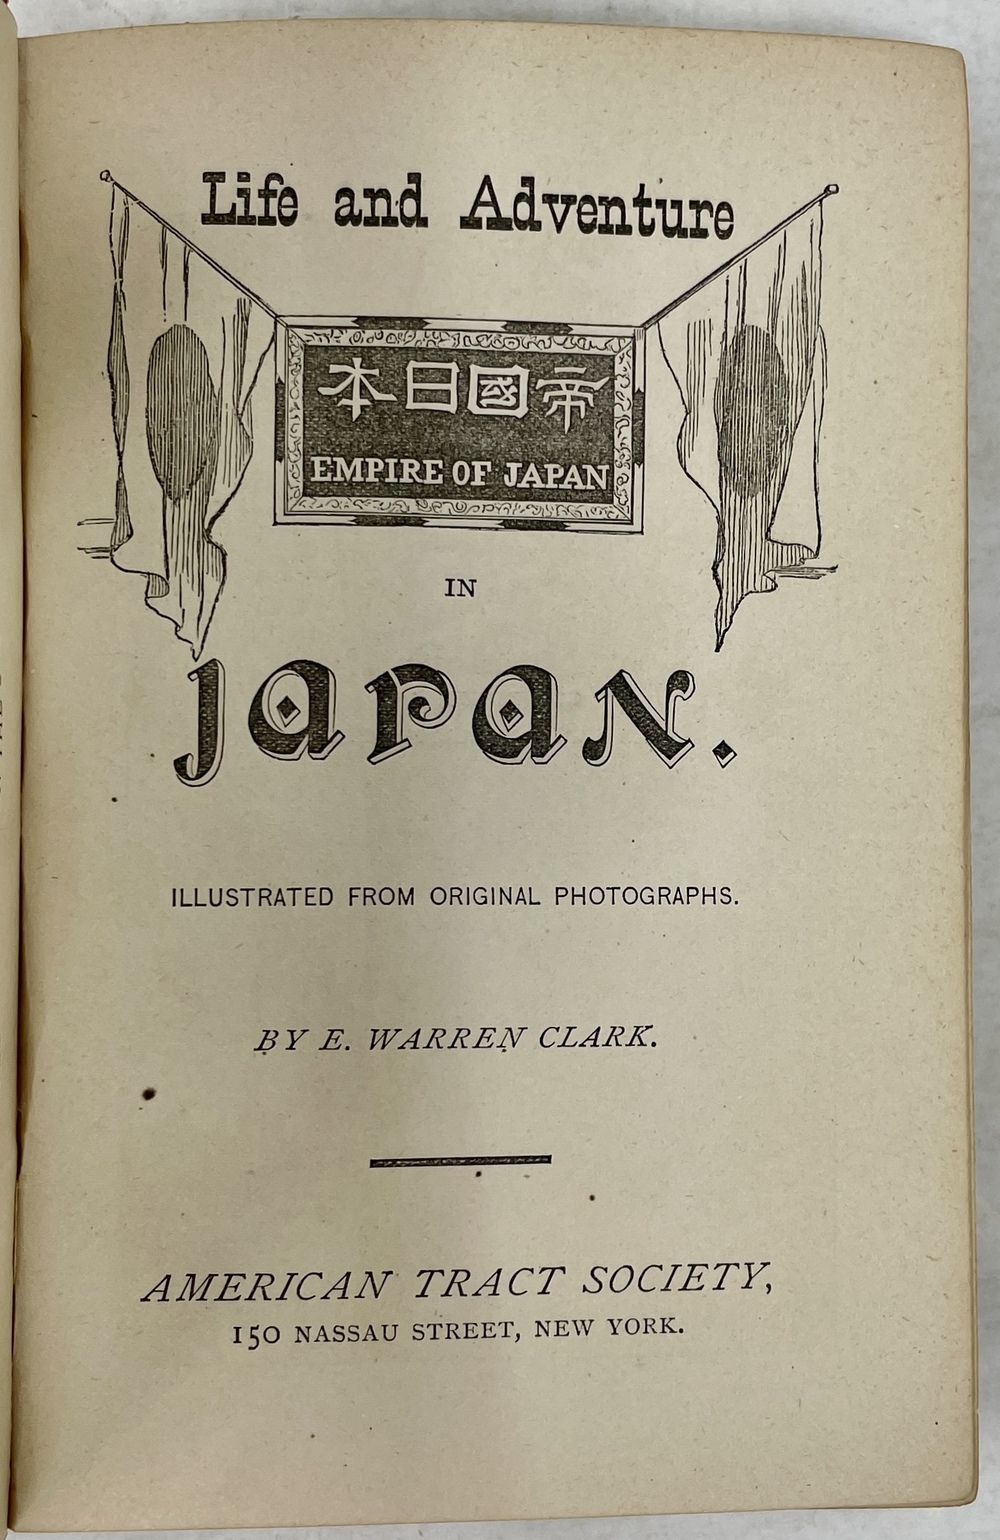 Life and Adventure
本日國帝
EMPIRE OF JAPAN
IN
JAPAN.
ILLUSTRATED FROM ORIGINAL PHOTOGRAPHS.
BY E. WARREN CLARK.
AMERICAN TRACT SOCIETY,
150 NASSAU STREET, NEW YORK.